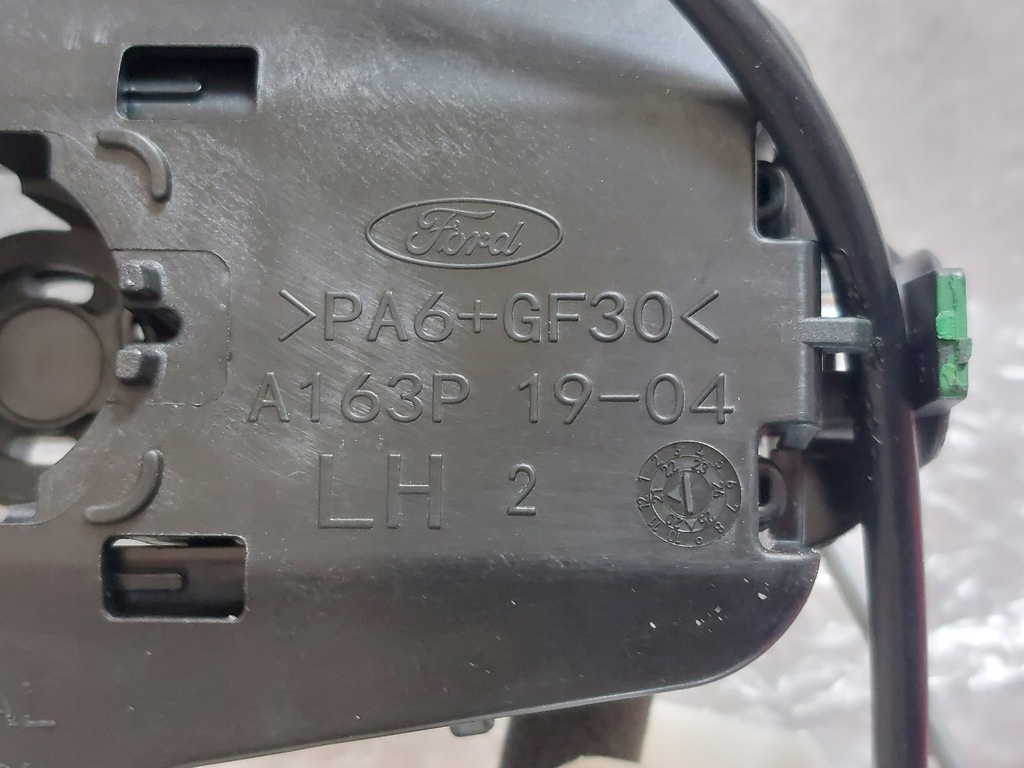 Ford
>PA6+GF30<
A163P 19-04
LH 2